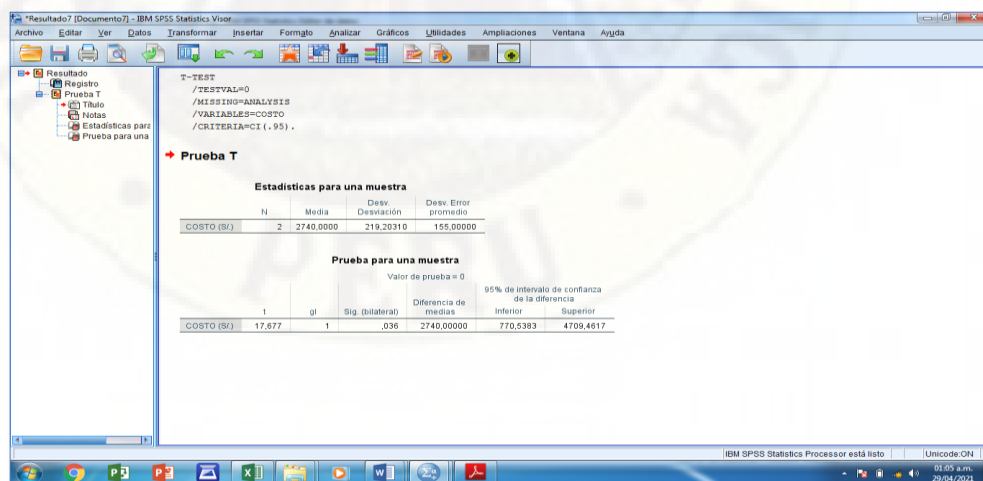 *Resultado7 [Documento7] - IBM SPSS Statistics Visor
Archivo Editar Ver Datos Transformar Insertar Formato Analizar Gráficos Utilidades Ampliaciones Ventana Ayuda
Resultado
Registro
Prueba T
Título
Notas
Estadísticas para
Prueba para una
T-TEST
/TESTVAL=0
/MISSING=ANALYSIS
/VARIABLES=COSTO
/CRITERIA=CI(.95).
Prueba T
Estadísticas para una muestra
N Media Desv. Desviación Desv. Error promedio
COSTO (S/.) 2 2740,0000 219,20310 155,00000
Prueba para una muestra
Valor de prueba = 0
95% de intervalo de confianza de la diferencia
t gl Sig. (bilateral) Diferencia de medias Inferior Superior
COSTO (S/.) 17,677 1 ,036 2740,00000 770,5383 4709,4617
IBM SPSS Statistics Processor está listo Unicode:ON
01:05 a.m.
29/04/2021
PERU